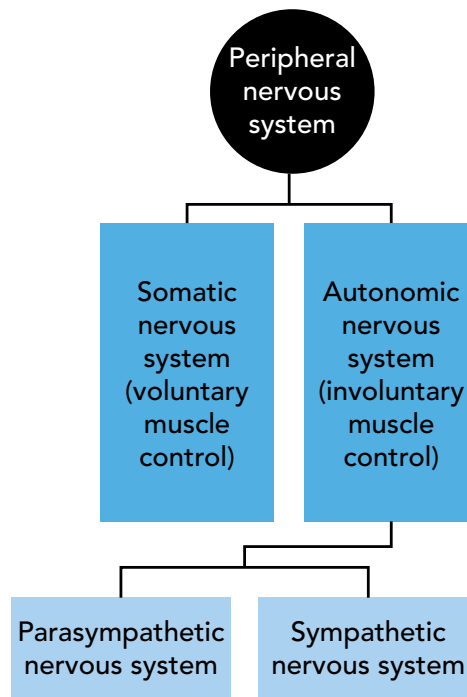 Peripheral
nervous
system
Somatic
nervous
system
(voluntary
muscle
control)
Autonomic
nervous
system
(involuntary
muscle
control)
Parasympathetic
nervous system
Sympathetic
nervous system